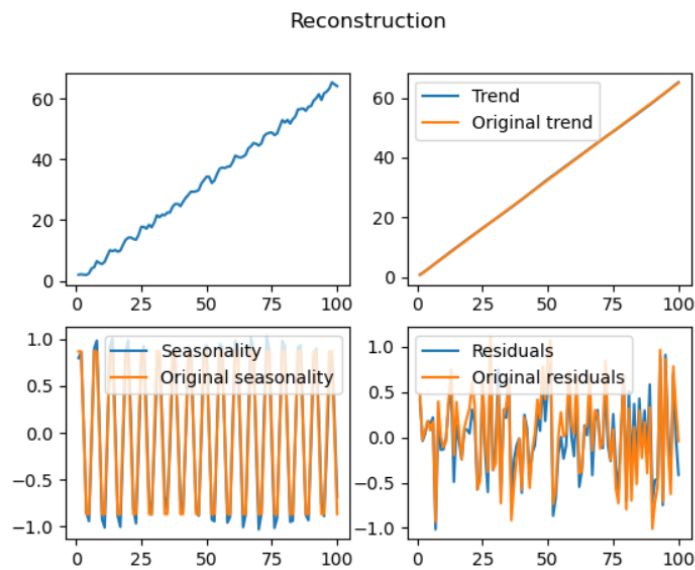 Reconstruction
60
40
20
0
0 25 50 75 100
Trend
Original trend
60
40
20
0
0 25 50 75 100
Seasonality
Original seasonality
1.0
0.5
0.0
−0.5
−1.0
0 25 50 75 100
Residuals
Original residuals
1.0
0.5
0.0
−0.5
−1.0
0 25 50 75 100